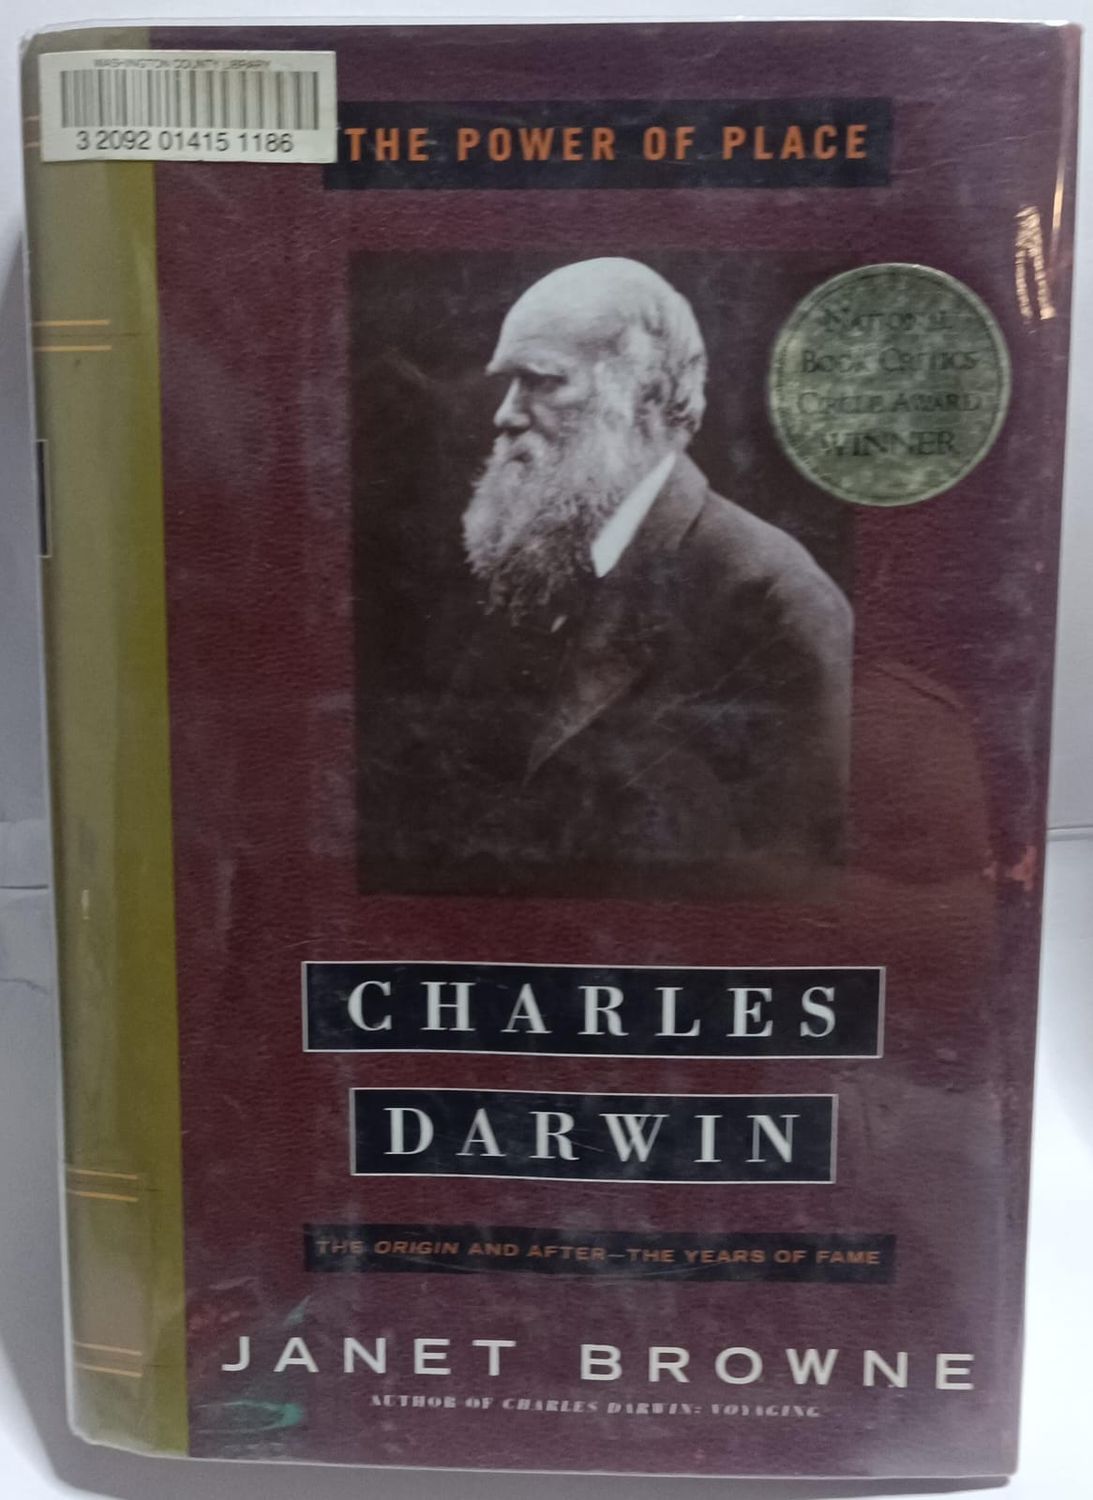 WASHINGTON COUNTY LIBRARY
3 2092 01415 1186
THE POWER OF PLACE
NATIONAL
BOOK CRITICS
CIRCLE AWARD
WINNER
CHARLES
DARWIN
THE ORIGIN AND AFTER—THE YEARS OF FAME
JANET BROWNE
AUTHOR OF CHARLES DARWIN: VOYAGING